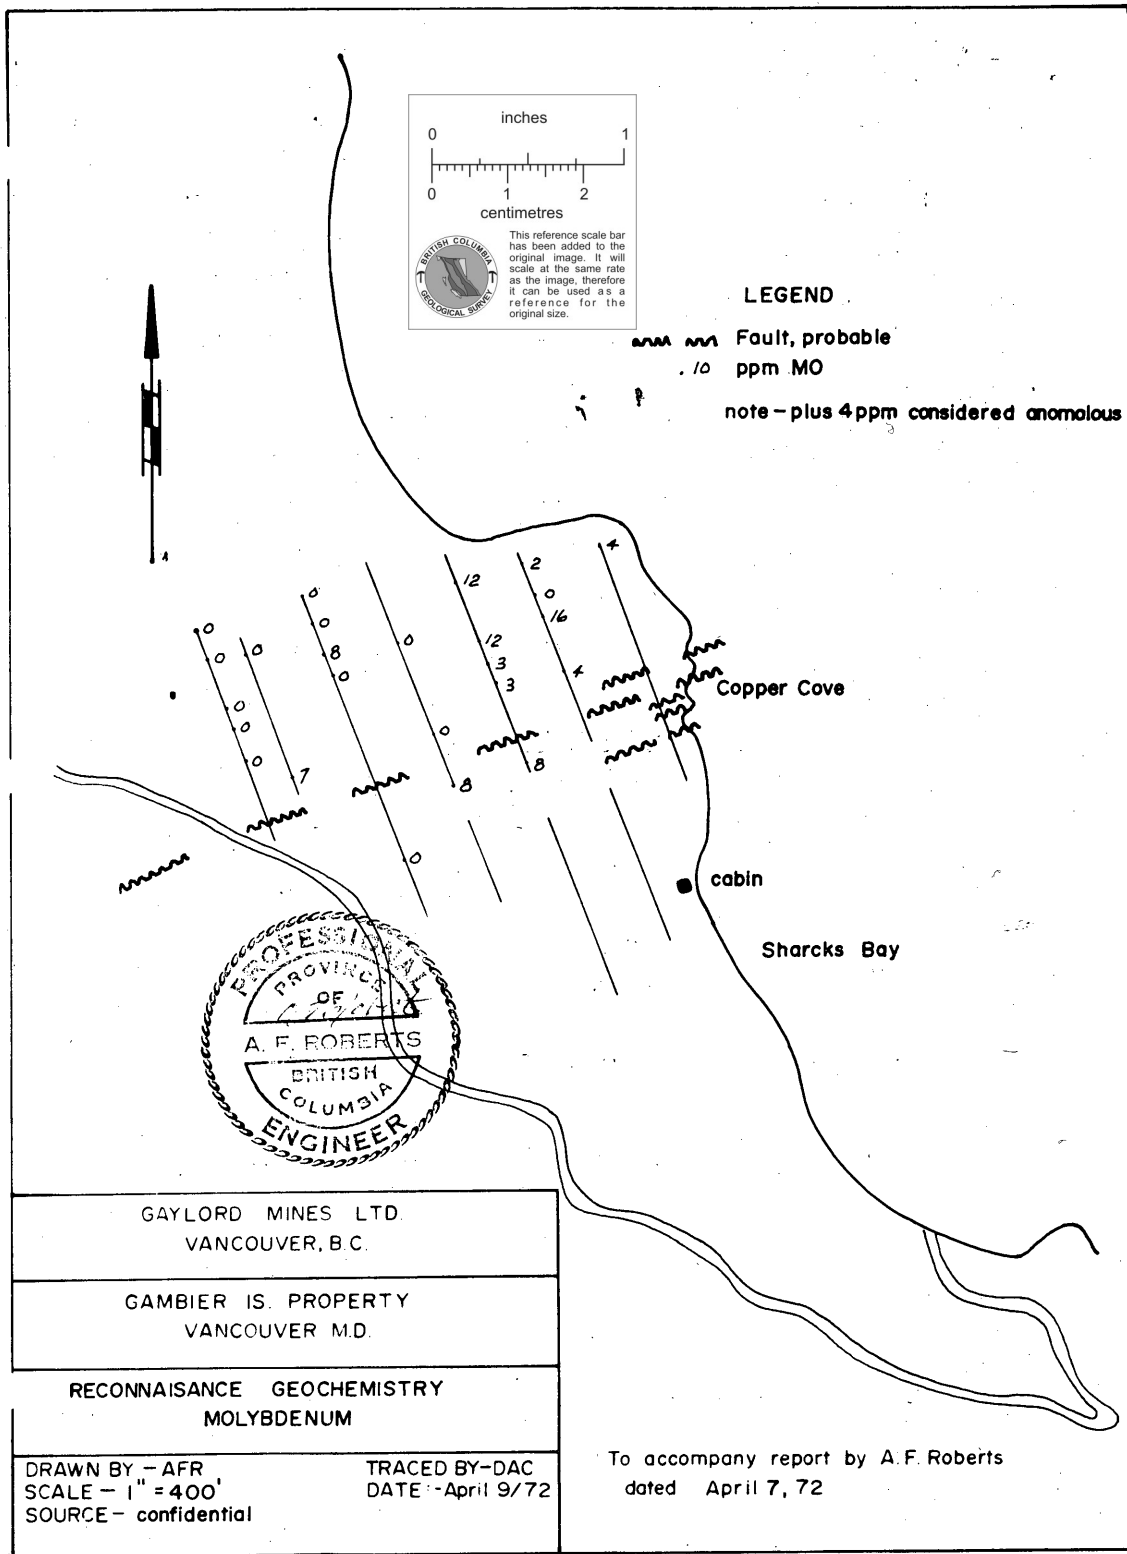 inches
0 1
0 1 2
centimetres
This reference scale bar
has been added to the
original image. It will
scale at the same rate
as the image, therefore
it can be used as a
reference for the
original size.
BRITISH COLUMBIA
GEOLOGICAL SURVEY
LEGEND
Fault, probable
.10 ppm MO
note - plus 4 ppm considered anomalous
4
2
0
16
4
12
12
3
3
8
0
0
8
0
0
8
0
0
0
7
0
0
0
0
0
Copper Cove
cabin
Sharcks Bay
PROFESSIONAL
PROVINCE
OF
A. F. ROBERTS
BRITISH
COLUMBIA
ENGINEER
GAYLORD MINES LTD.
VANCOUVER, B.C.
GAMBIER IS. PROPERTY
VANCOUVER M.D.
RECONNAISANCE GEOCHEMISTRY
MOLYBDENUM
DRAWN BY - AFR TRACED BY-DAC
SCALE - 1" = 400' DATE - April 9/72
SOURCE - confidential
To accompany report by A.F. Roberts
dated April 7, 72